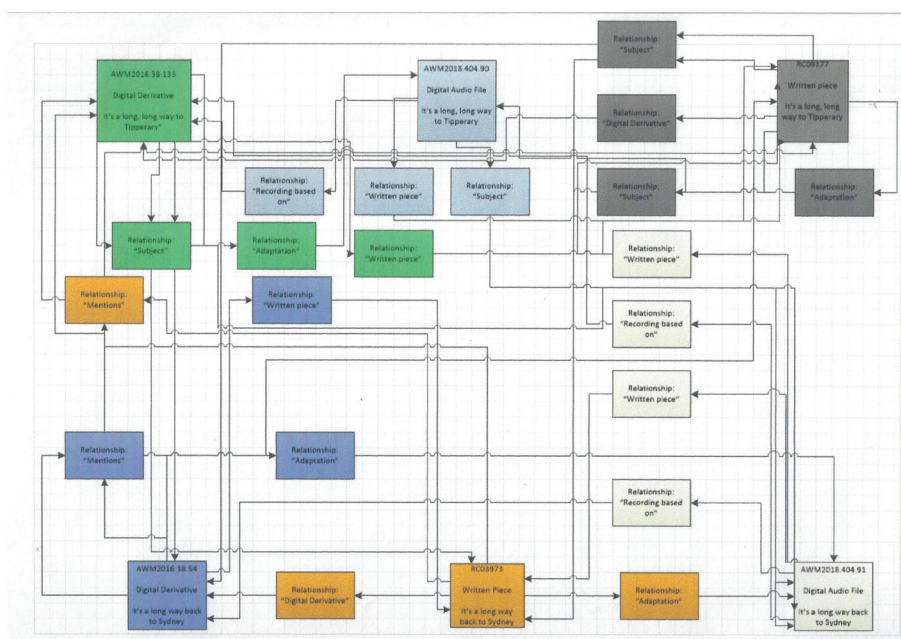 AWM2016.38.133
Digital Derivative
It's a long, long way
to Tipperary"
AWM2018.404.90
Digital Audio File
It's a long, long way
to Tipperary
Relationship:
"Subject"
RC08177
Written piece
It's a long, long
way to Tipperary
Relationship:
"Digital Derivative"
Relationship:
"Recording based
on"
Relationship:
"Written piece"
Relationship:
"Subject"
Relationship:
"Subject"
Relationship:
"Adaptation"
Relationship:
"Subject"
Relationship:
"Adaptation"
Relationship:
"Written piece"
Relationship:
"Written piece"
Relationship:
"Mentions"
Relationship:
"Written piece"
Relationship:
"Recording based
on"
Relationship:
"Written piece"
Relationship:
"Mentions"
Relationship:
"Adaptation"
Relationship:
"Recording based
on"
AWM2016.38.54
Digital Derivative
It's a long way back
to Sydney
Relationship:
"Digital Derivative"
RC08973
Written Piece
It's a long way
back to Sydney
Relationship:
"Adaptation"
AWM2018.404.91
Digital Audio File
It's a long way back
to Sydney